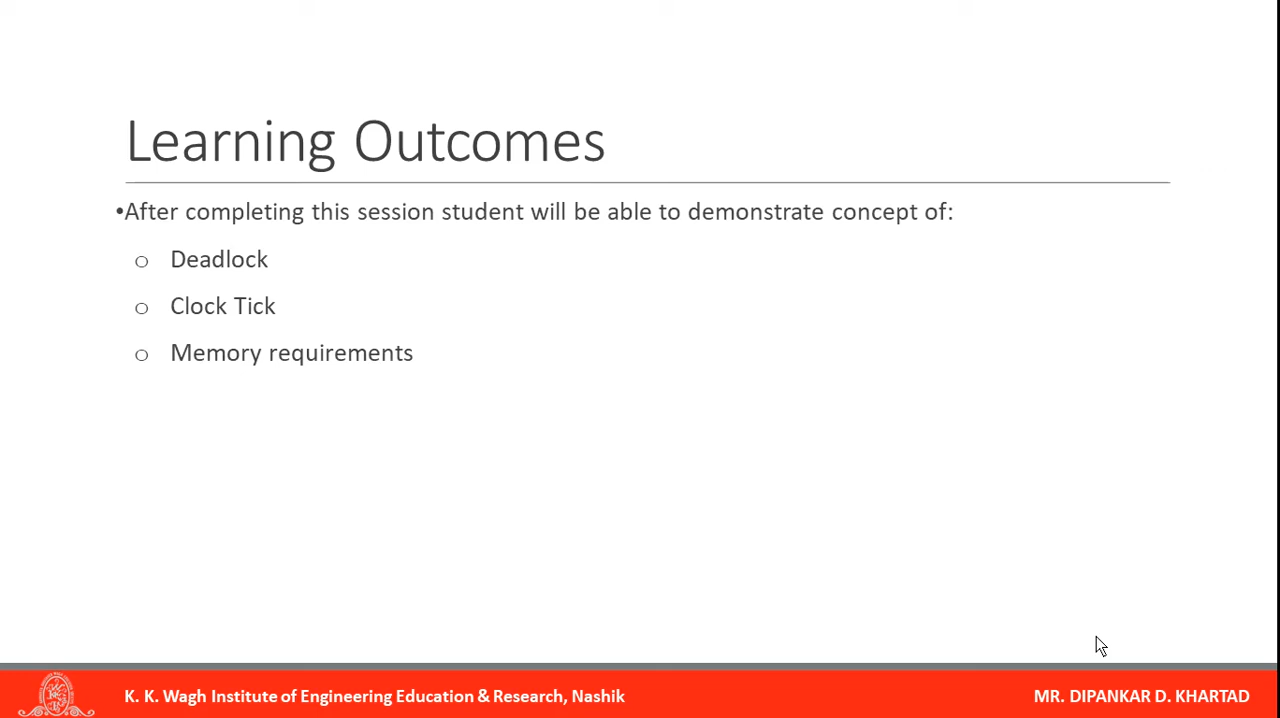 Learning Outcomes
•After completing this session student will be able to demonstrate concept of:
o Deadlock
o Clock Tick
o Memory requirements
K. K. Wagh Institute of Engineering Education & Research, Nashik
MR. DIPANKAR D. KHARTAD